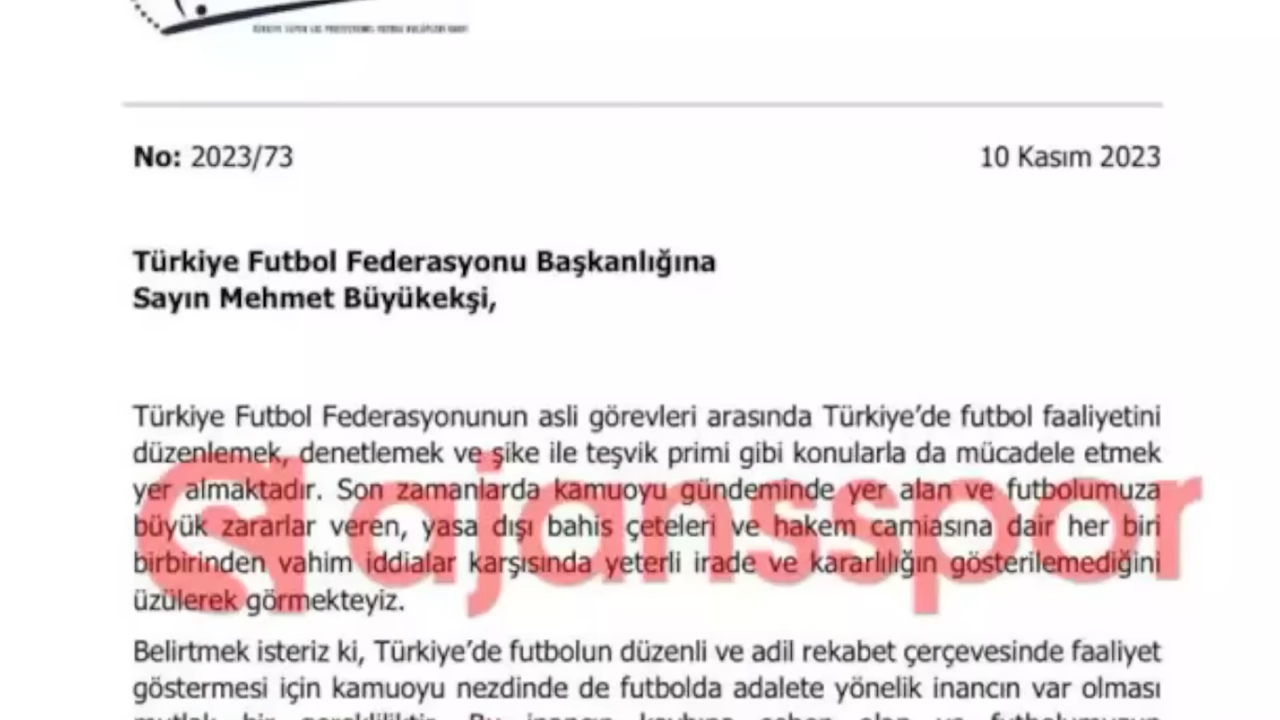 No: 2023/73
10 Kasım 2023
Türkiye Futbol Federasyonu Başkanlığına
Sayın Mehmet Büyükekşi,
Türkiye Futbol Federasyonunun asli görevleri arasında Türkiye’de futbol faaliyetini
düzenlemek, denetlemek ve şike ile teşvik primi gibi konularla da mücadele etmek
yer almaktadır. Son zamanlarda kamuoyu gündeminde yer alan ve futbolumuza
büyük zararlar veren, yasa dışı bahis çeteleri ve hakem camiasına dair her biri
birbirinden vahim iddialar karşısında yeterli irade ve kararlılığın gösterilemediğini
üzülerek görmekteyiz.
ajansspor
Belirtmek isteriz ki, Türkiye’de futbolun düzenli ve adil rekabet çerçevesinde faaliyet
göstermesi için kamuoyu nezdinde de futbolda adalete yönelik inancın var olması